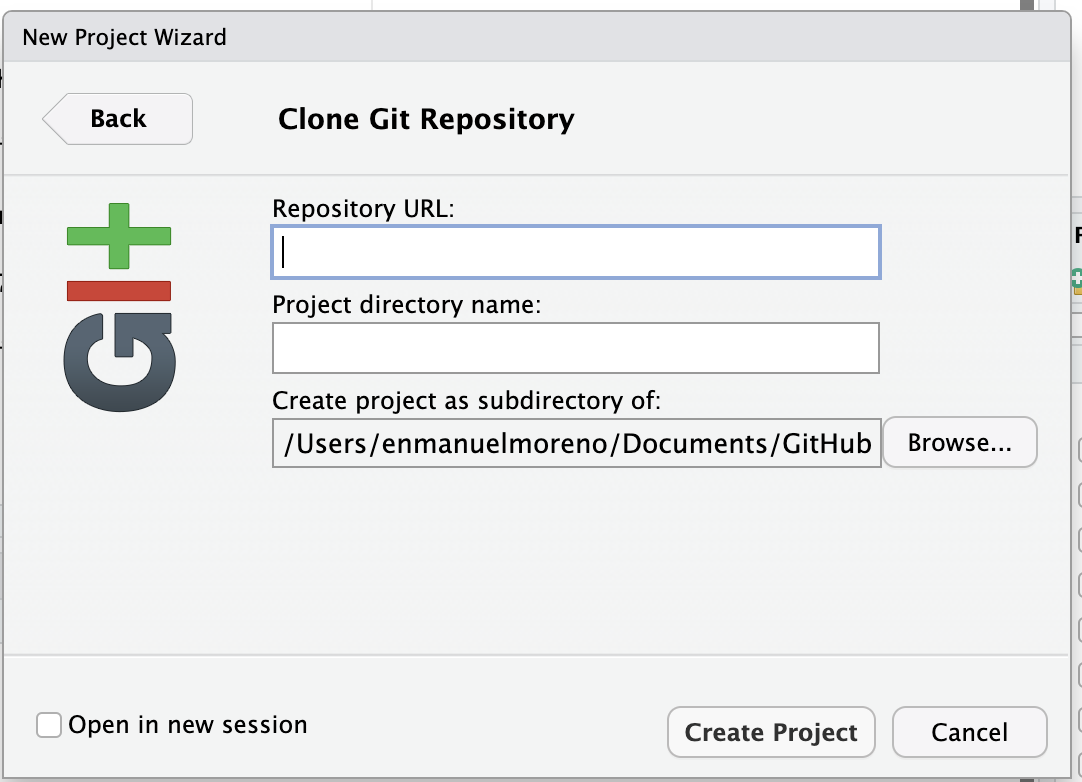 New Project Wizard
Back
Clone Git Repository
GIT
Repository URL:
Project directory name:
Create project as subdirectory of:
/Users/enmanuelmoreno/Documents/GitHub
Browse...
Open in new session
Create Project
Cancel